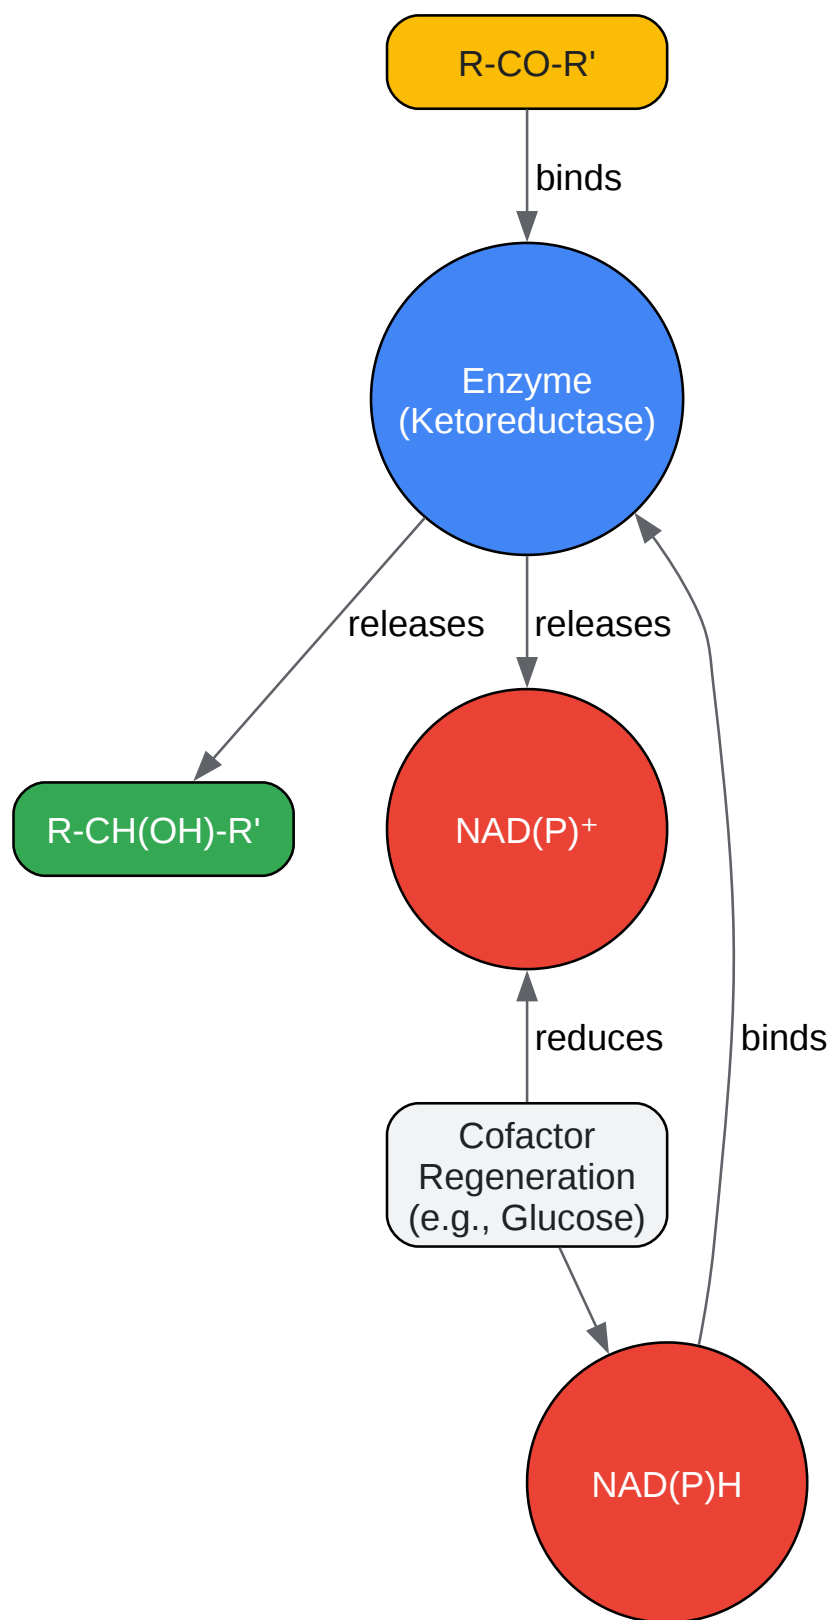 R-CO-R'
binds
Enzyme
(Ketoreductase)
releases
releases
R-CH(OH)-R'
NAD(P)⁺
reduces
binds
Cofactor
Regeneration
(e.g., Glucose)
NAD(P)H